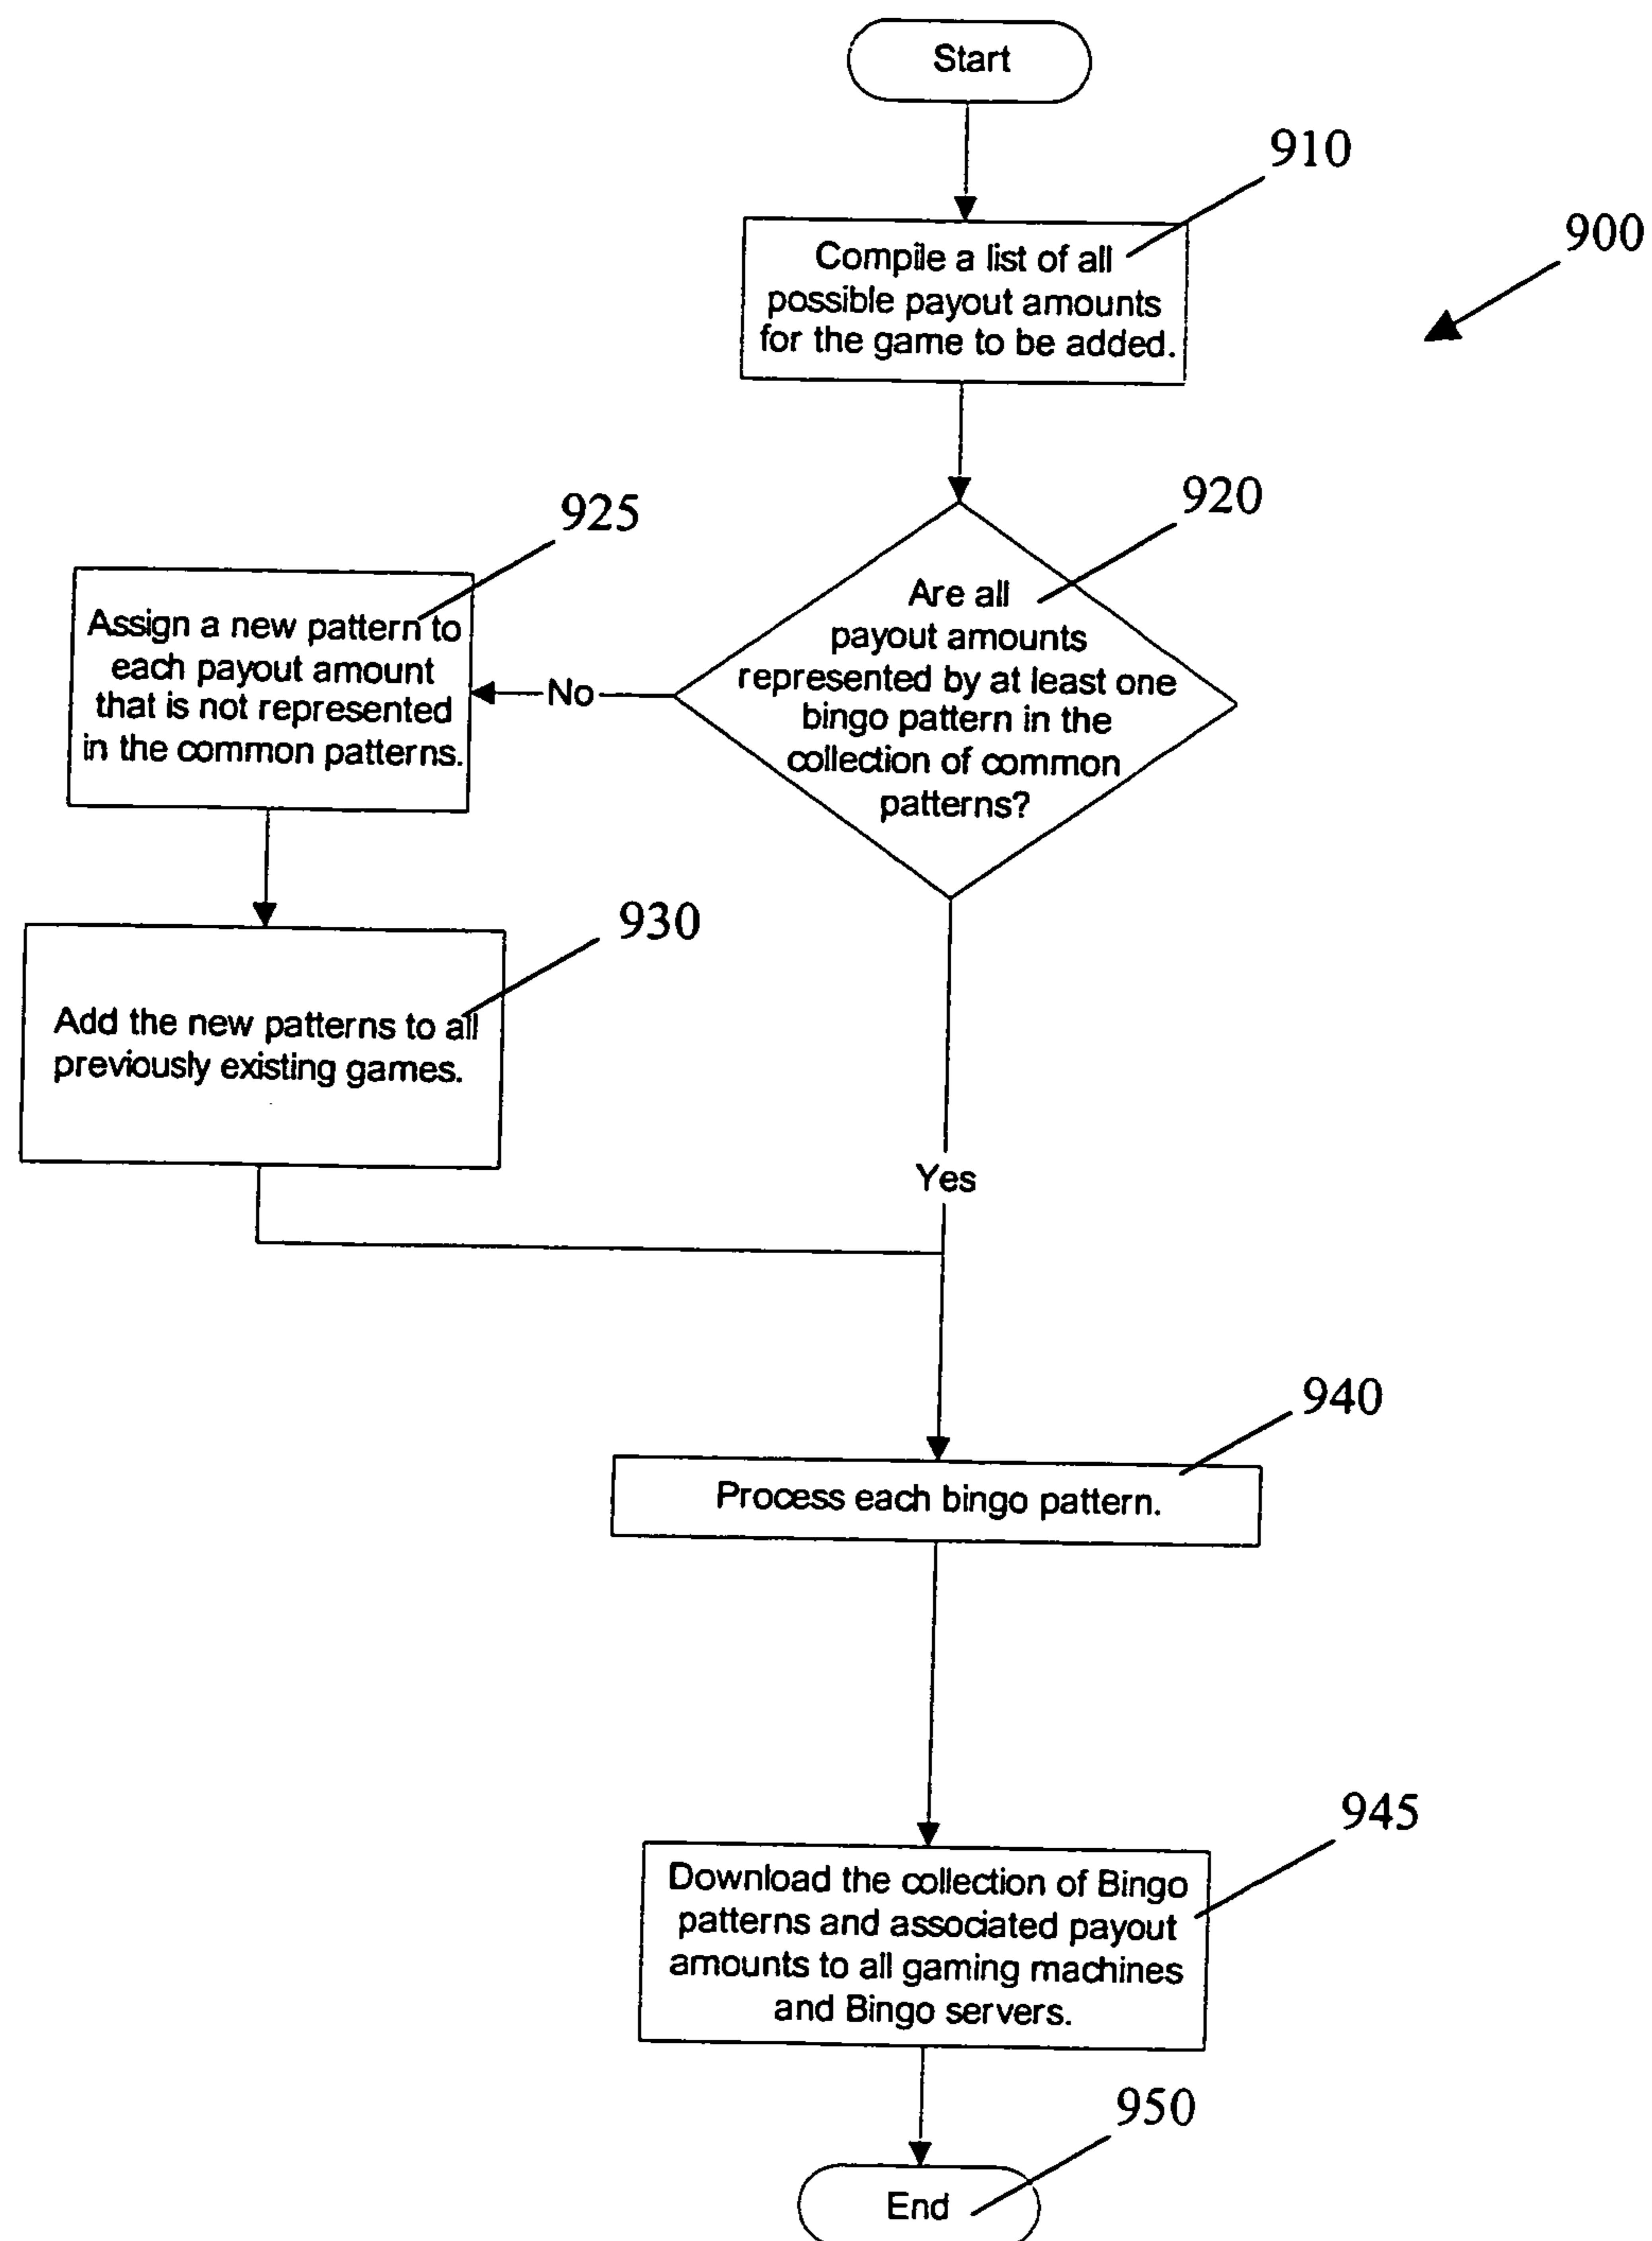 Start
910
Compile a list of all
possible payout amounts
for the game to be added.
900
920
Are all
payout amounts
represented by at least one
bingo pattern in the
collection of common
patterns?
No
925
Assign a new pattern to
each payout amount
that is not represented
in the common patterns.
930
Add the new patterns to all
previously existing games.
Yes
940
Process each bingo pattern.
945
Download the collection of Bingo
patterns and associated payout
amounts to all gaming machines
and Bingo servers.
950
End